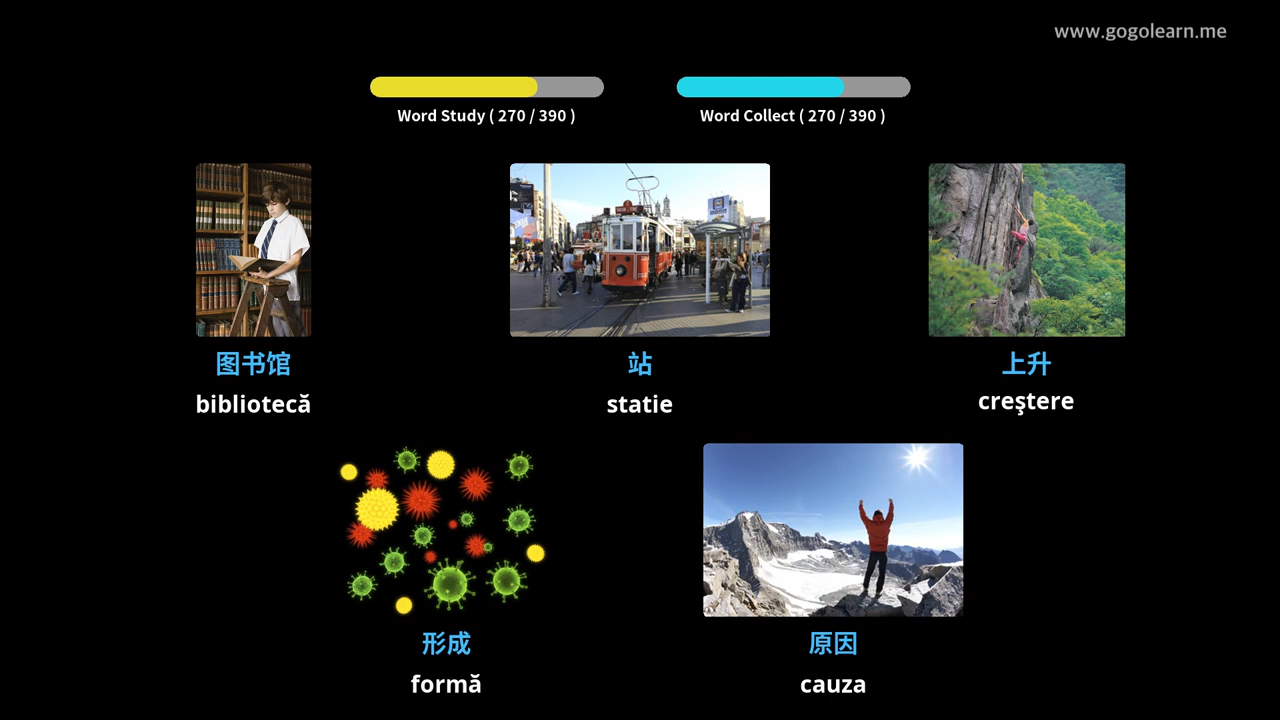 www.gogolearn.me
Word Study ( 270 / 390 )
Word Collect ( 270 / 390 )
图书馆
bibliotecă
站
statie
上升
creştere
形成
formă
原因
cauza